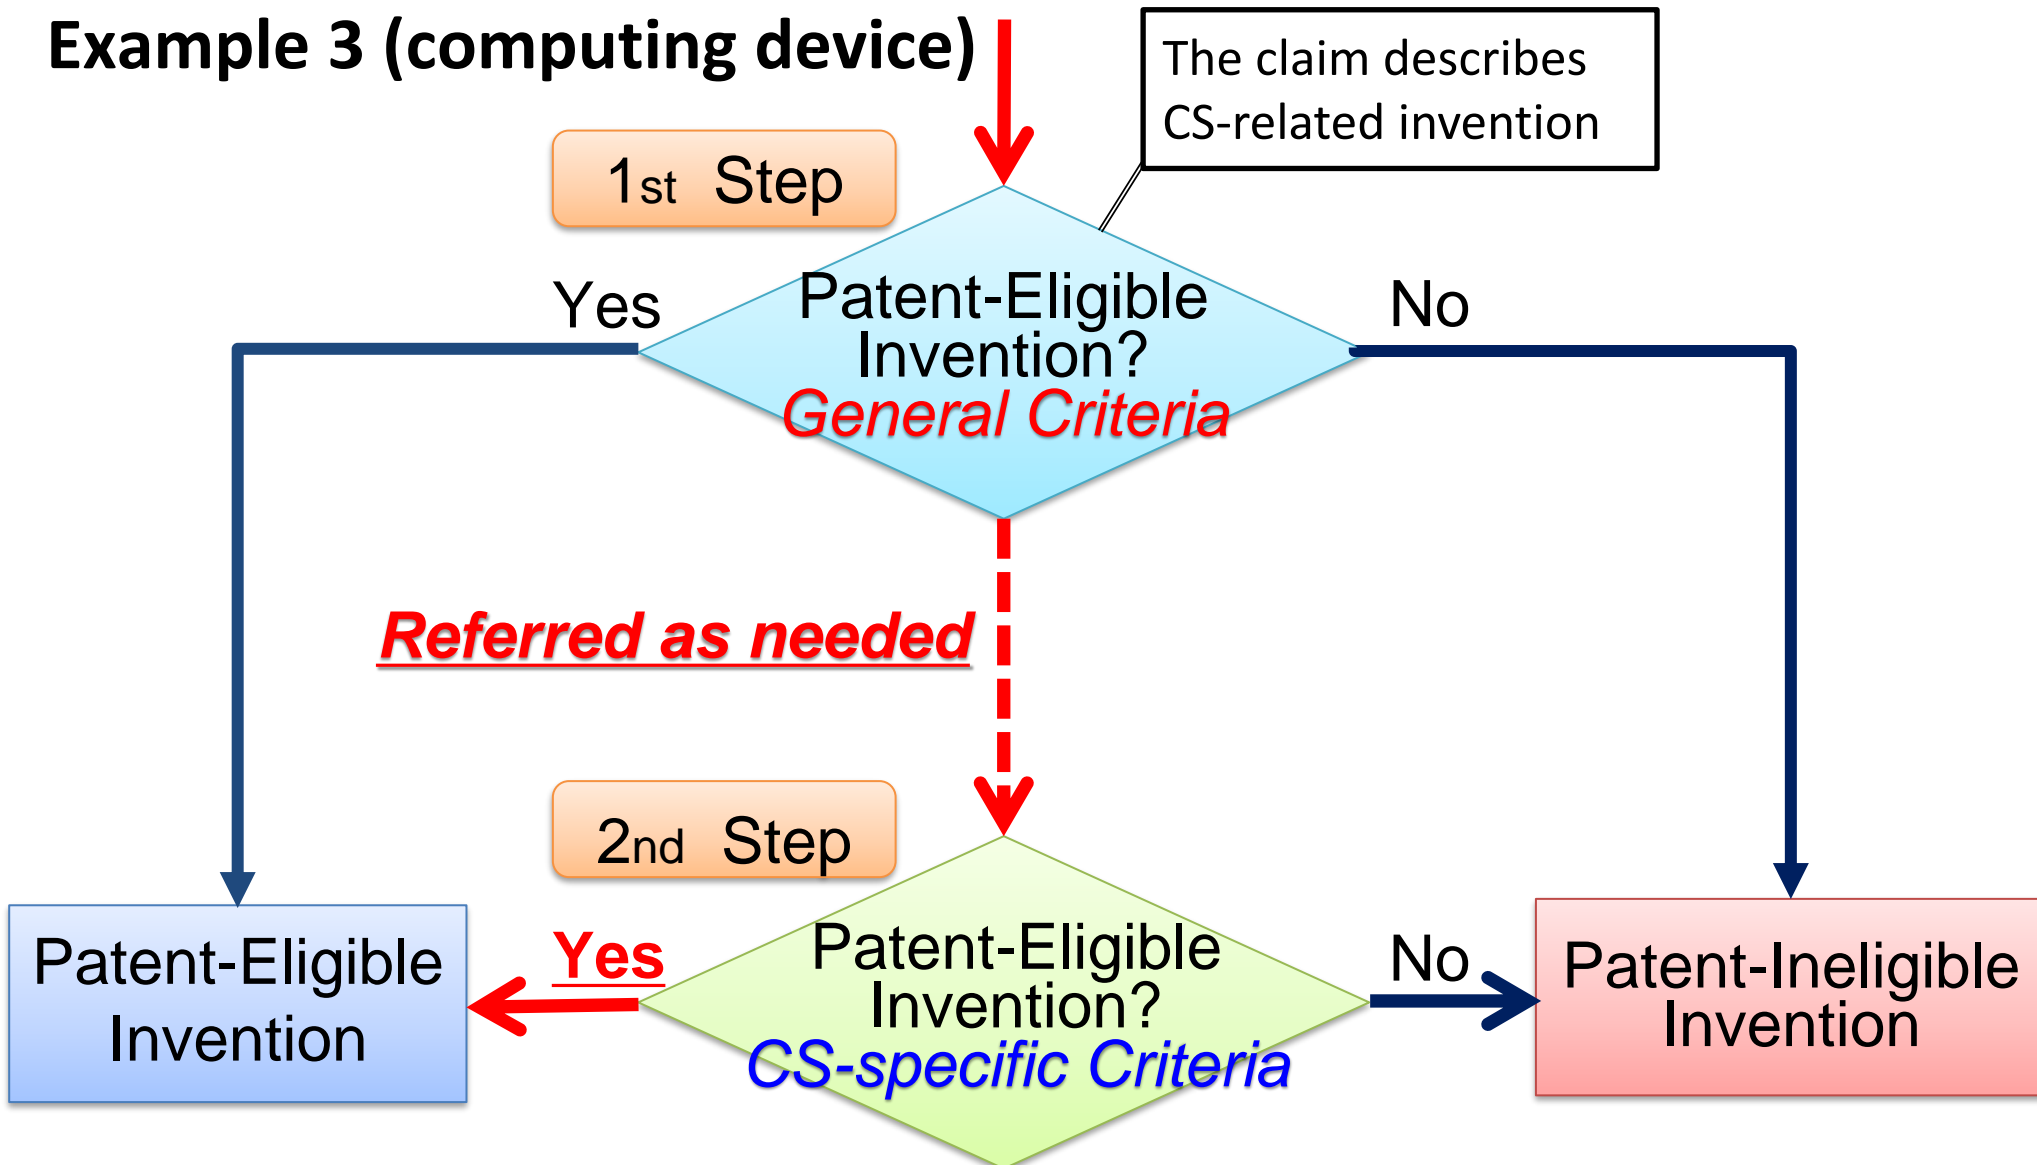 Example 3 (computing device)
The claim describes
CS-related invention
1st Step
Yes
Patent-Eligible
Invention?
General Criteria
No
Referred as needed
2nd Step
Patent-Eligible
Invention
Yes
Patent-Eligible
Invention?
CS-specific Criteria
No
Patent-Ineligible
Invention